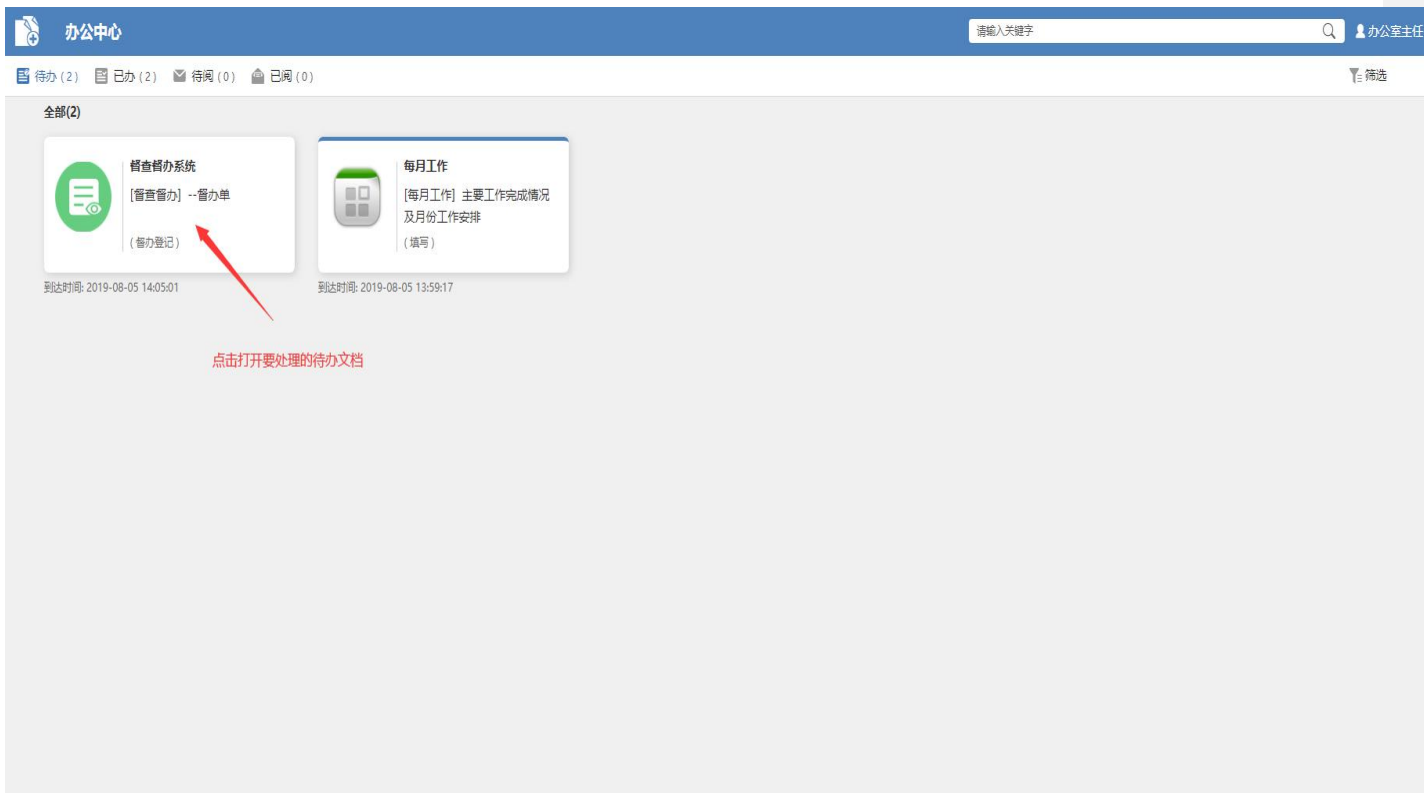 办公中心
请输入关键字
办公室主任
待办(2) 已办(2) 待阅(0) 已阅(0)
筛选
全部(2)
督查督办系统
[督查督办] --督办单
(督办登记)
到达时间: 2019-08-05 14:05:01
每月工作
[每月工作] 主要工作完成情况
及月份工作安排
(填写)
到达时间: 2019-08-05 13:59:17
点击打开要处理的待办文档